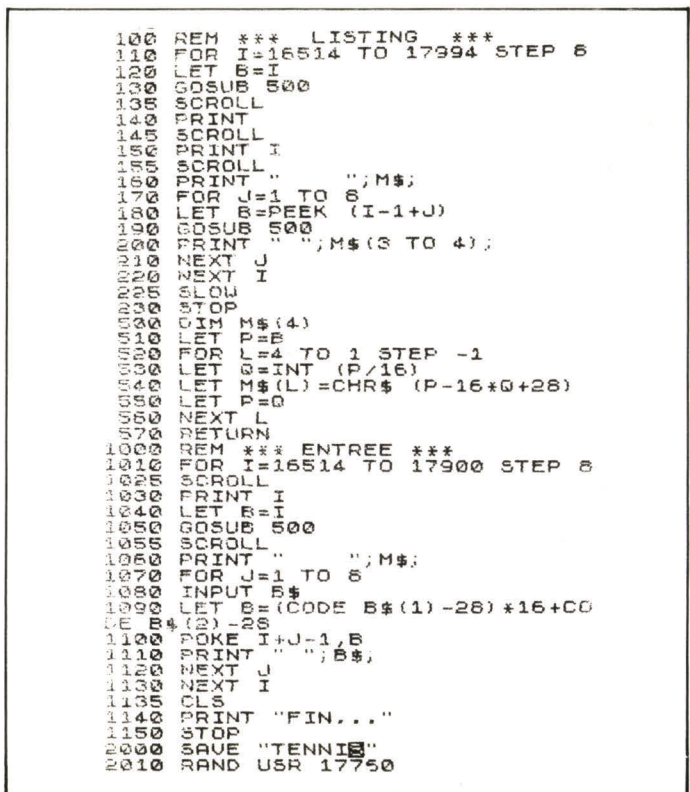 100 REM *** LISTING ***
110 FOR I=16514 TO 17994 STEP 8
120 LET B=I
130 GOSUB 500
135 SCROLL
140 PRINT
145 SCROLL
150 PRINT I
155 SCROLL
160 PRINT "      ";M$;
170 FOR J=1 TO 8
180 LET B=PEEK (I-1+J)
190 GOSUB 500
200 PRINT " ";M$(3 TO 4);
210 NEXT J
220 NEXT I
225 SLOW
230 STOP
500 DIM M$(4)
510 LET P=B
520 FOR L=4 TO 1 STEP -1
530 LET Q=INT (P/16)
540 LET M$(L)=CHR$ (P-16*Q+28)
550 LET P=Q
560 NEXT L
570 RETURN
1000 REM *** ENTREE ***
1010 FOR I=16514 TO 17900 STEP 8
1025 SCROLL
1030 PRINT I
1040 LET B=I
1050 GOSUB 500
1055 SCROLL
1060 PRINT "      ";M$;
1070 FOR J=1 TO 8
1080 INPUT B$
1090 LET B=(CODE B$(1)-28)*16+CO
DE B$(2)-28
1100 POKE I+J-1,B
1110 PRINT " ";B$;
1120 NEXT J
1130 NEXT I
1135 CLS
1140 PRINT "FIN..."
1150 STOP
2000 SAVE "TENNIS"
2010 RAND USR 17750